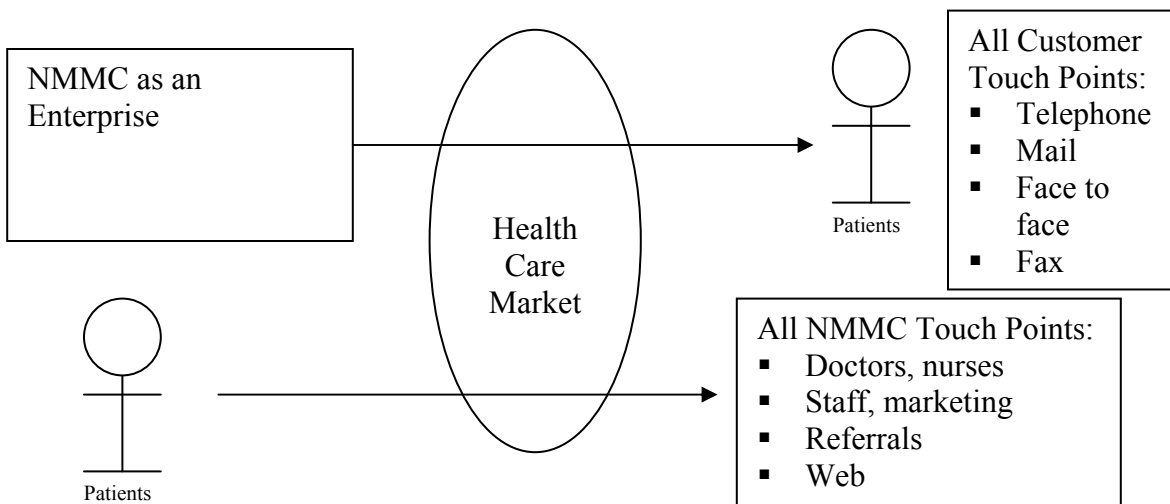 NMMC as an
Enterprise
Health
Care
Market
Patients
All Customer
Touch Points:
▪ Telephone
▪ Mail
▪ Face to
face
▪ Fax
Patients
All NMMC Touch Points:
▪ Doctors, nurses
▪ Staff, marketing
▪ Referrals
▪ Web